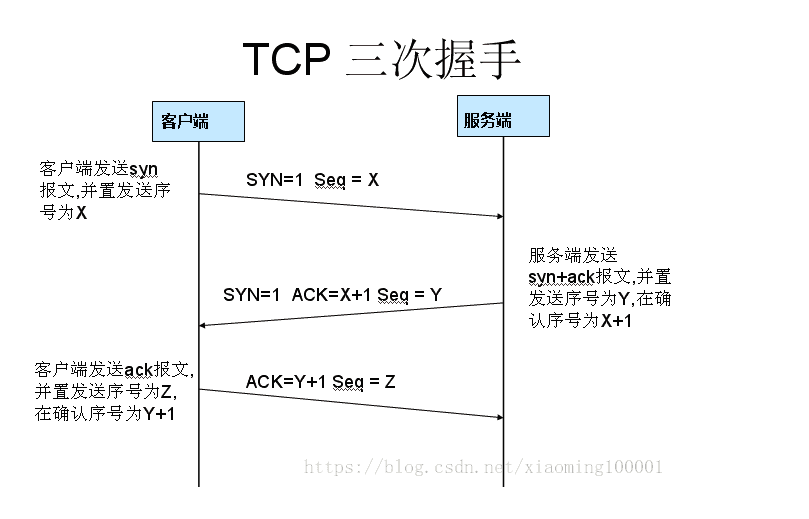 TCP 三次握手
客户端
服务端
客户端发送syn
报文,并置发送序
号为X
SYN=1 Seq = X
服务端发送
syn+ack报文,并置
发送序号为Y,在确
认序号为X+1
SYN=1 ACK=X+1 Seq = Y
客户端发送ack报文,
并置发送序号为Z,
在确认序号为Y+1
ACK=Y+1 Seq = Z
https://blog.csdn.net/xiaoming100001